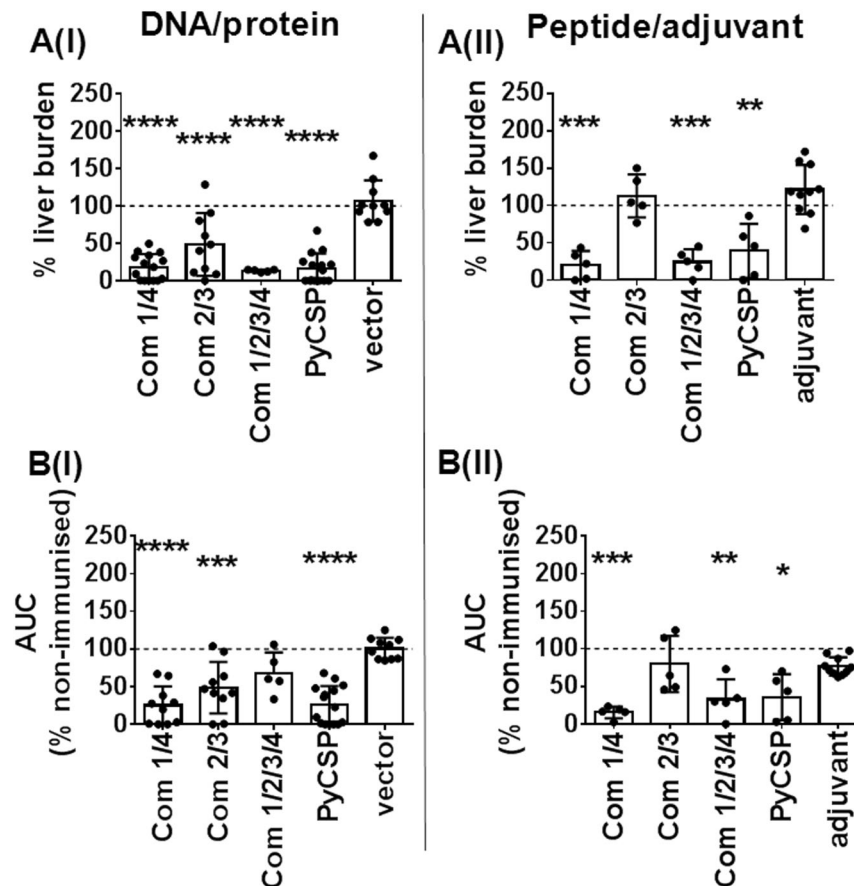 DNA/protein
Peptide/adjuvant
A(I)
% liver burden
250
200
150
100
50
0
**** **** **** ****
Com 1/4
Com 2/3
Com 1/2/3/4
PyCSP
vector
A(II)
% liver burden
250
200
150
100
50
0
*** *** **
Com 1/4
Com 2/3
Com 1/2/3/4
PyCSP
adjuvant
B(I)
AUC
(% non-immunised)
250
200
150
100
50
0
**** *** ****
Com 1/4
Com 2/3
Com 1/2/3/4
PyCSP
vector
B(II)
AUC
(% non-immunised)
250
200
150
100
50
0
*** ** *
Com 1/4
Com 2/3
Com 1/2/3/4
PyCSP
adjuvant